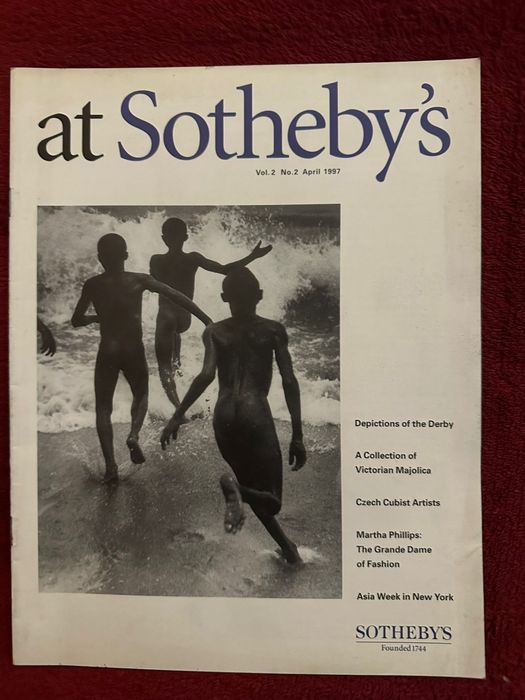 at Sotheby's
Vol.2 No.2 April 1997
Depictions of the Derby
A Collection of
Victorian Majolica
Czech Cubist Artists
Martha Phillips:
The Grande Dame
of Fashion
Asia Week in New York
SOTHEBY'S
Founded 1744